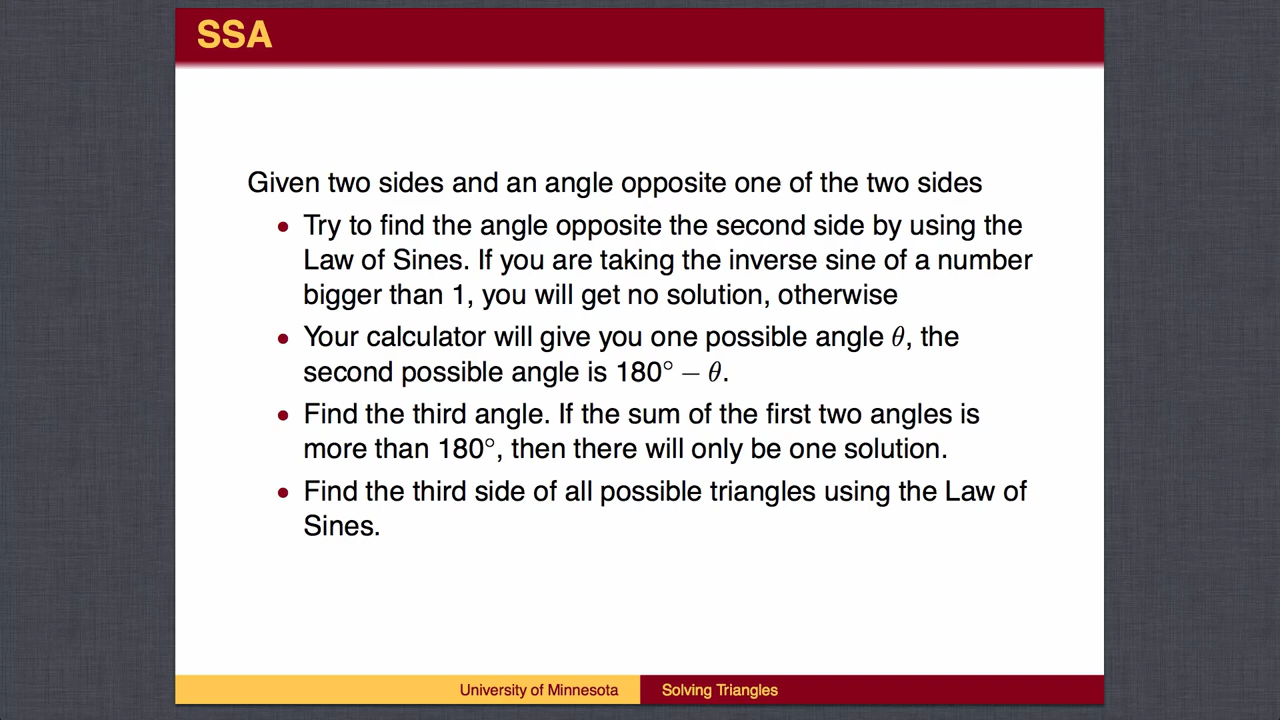 SSA
Given two sides and an angle opposite one of the two sides
• Try to find the angle opposite the second side by using the
Law of Sines. If you are taking the inverse sine of a number
bigger than 1, you will get no solution, otherwise
• Your calculator will give you one possible angle θ, the
second possible angle is 180° − θ.
• Find the third angle. If the sum of the first two angles is
more than 180°, then there will only be one solution.
• Find the third side of all possible triangles using the Law of
Sines.
University of Minnesota Solving Triangles